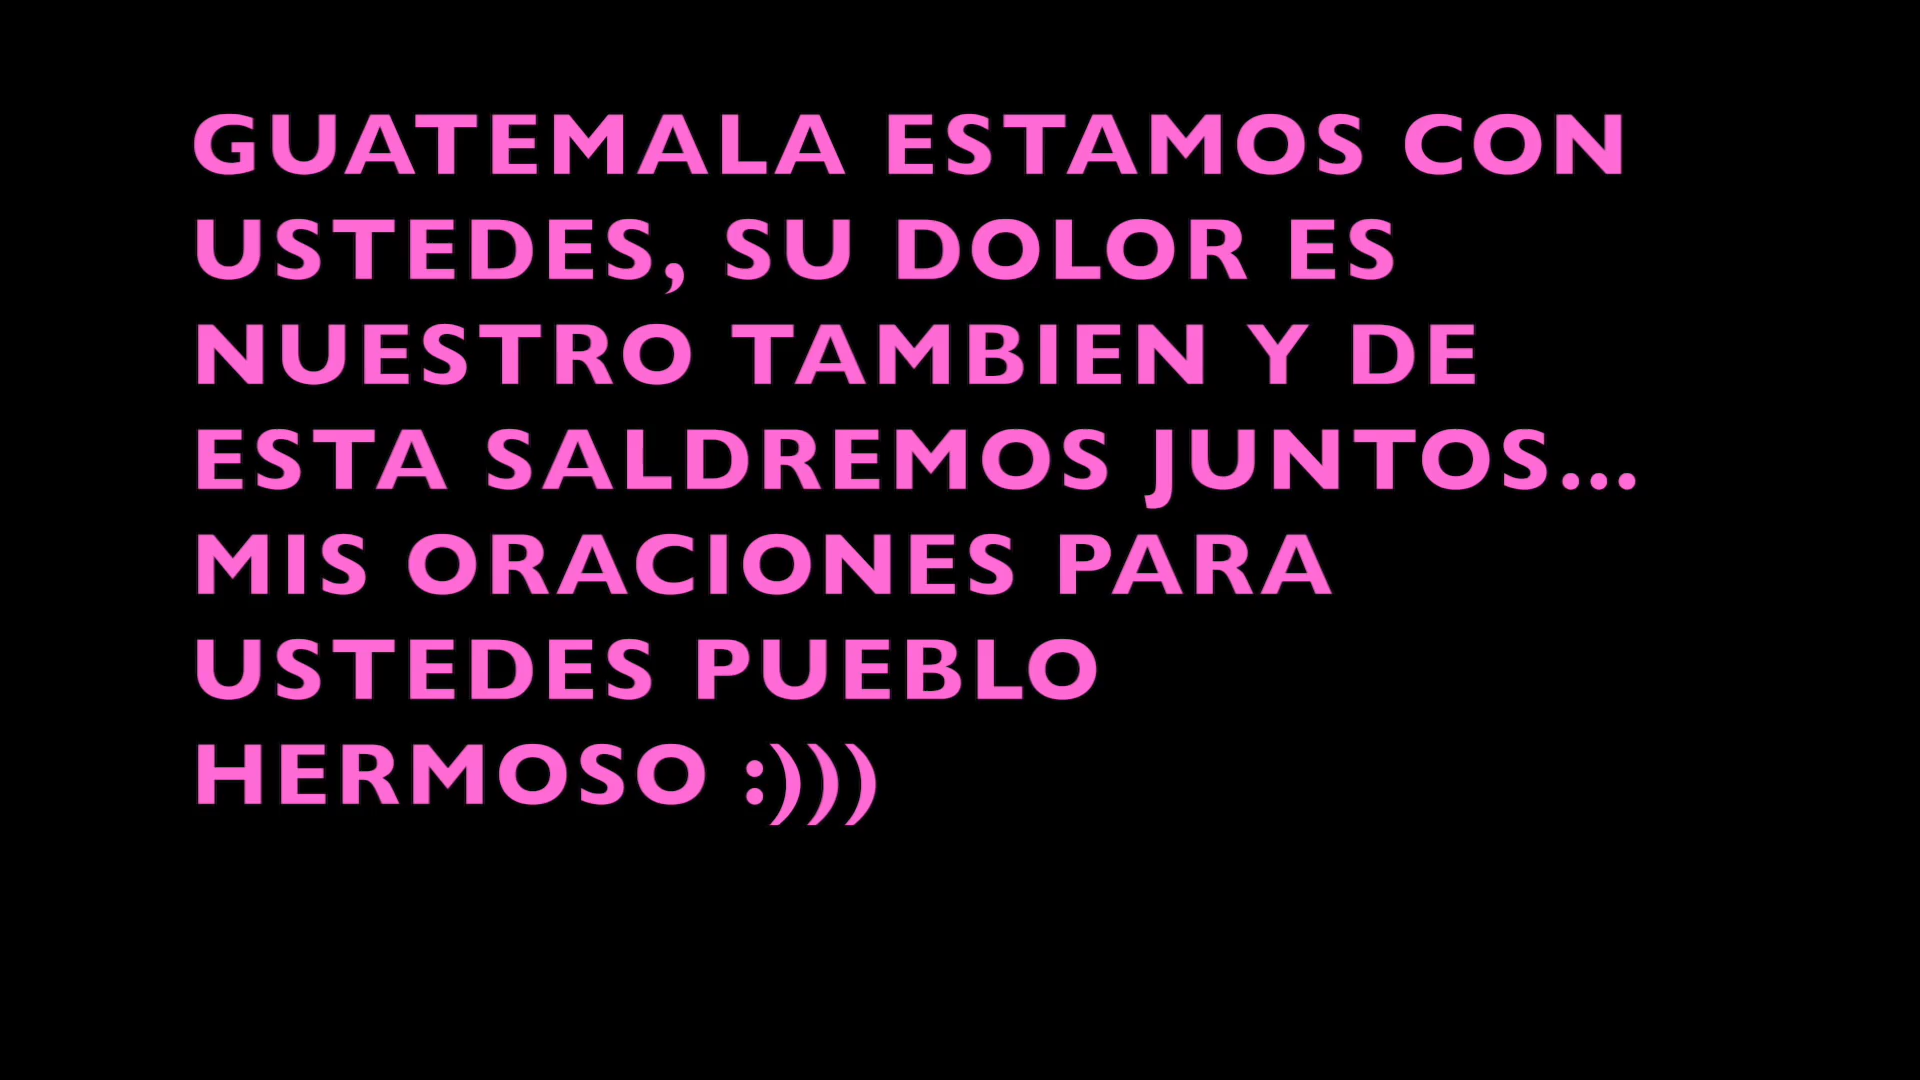 GUATEMALA ESTAMOS CON
USTEDES, SU DOLOR ES
NUESTRO TAMBIEN Y DE
ESTA SALDREMOS JUNTOS...
MIS ORACIONES PARA
USTEDES PUEBLO
HERMOSO :)))